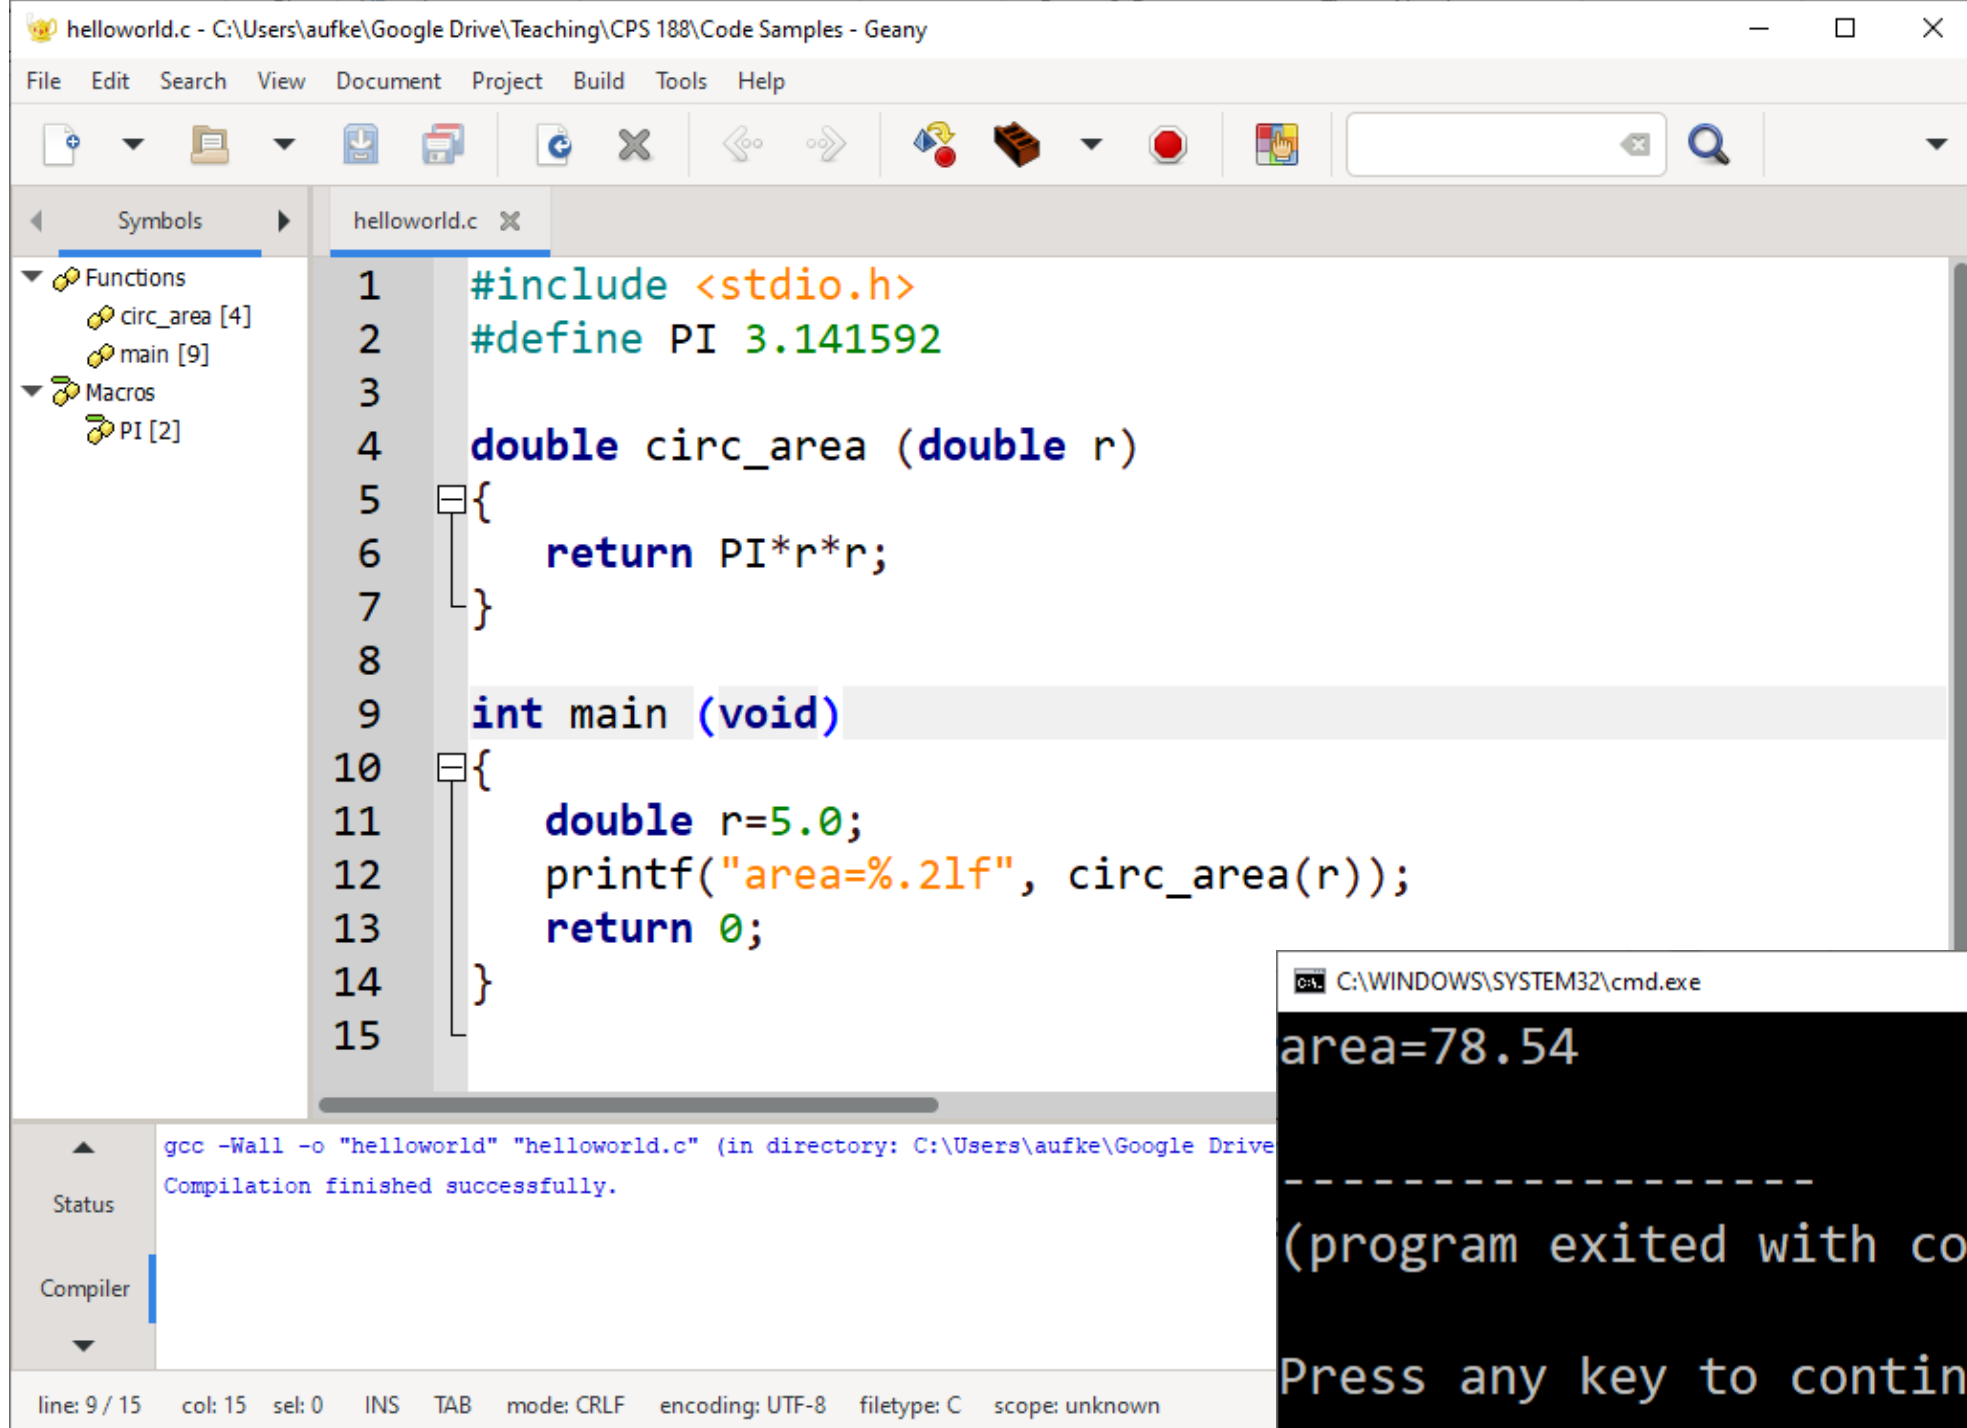 helloworld.c - C:\Users\aufke\Google Drive\Teaching\CPS 188\Code Samples - Geany
File Edit Search View Document Project Build Tools Help
Symbols
helloworld.c
Functions
circ_area [4]
main [9]
Macros
PI [2]
1 #include <stdio.h>
2 #define PI 3.141592
3
4 double circ_area (double r)
5 {
6 return PI*r*r;
7 }
8
9 int main (void)
10 {
11 double r=5.0;
12 printf("area=%.2lf", circ_area(r));
13 return 0;
14 }
15
C:\WINDOWS\SYSTEM32\cmd.exe
area=78.54
------------------
(program exited with co
Press any key to contin
Status
Compiler
gcc -Wall -o "helloworld" "helloworld.c" (in directory: C:\Users\aufke\Google Drive
Compilation finished successfully.
line: 9 / 15 col: 15 sel: 0 INS TAB mode: CRLF encoding: UTF-8 filetype: C scope: unknown